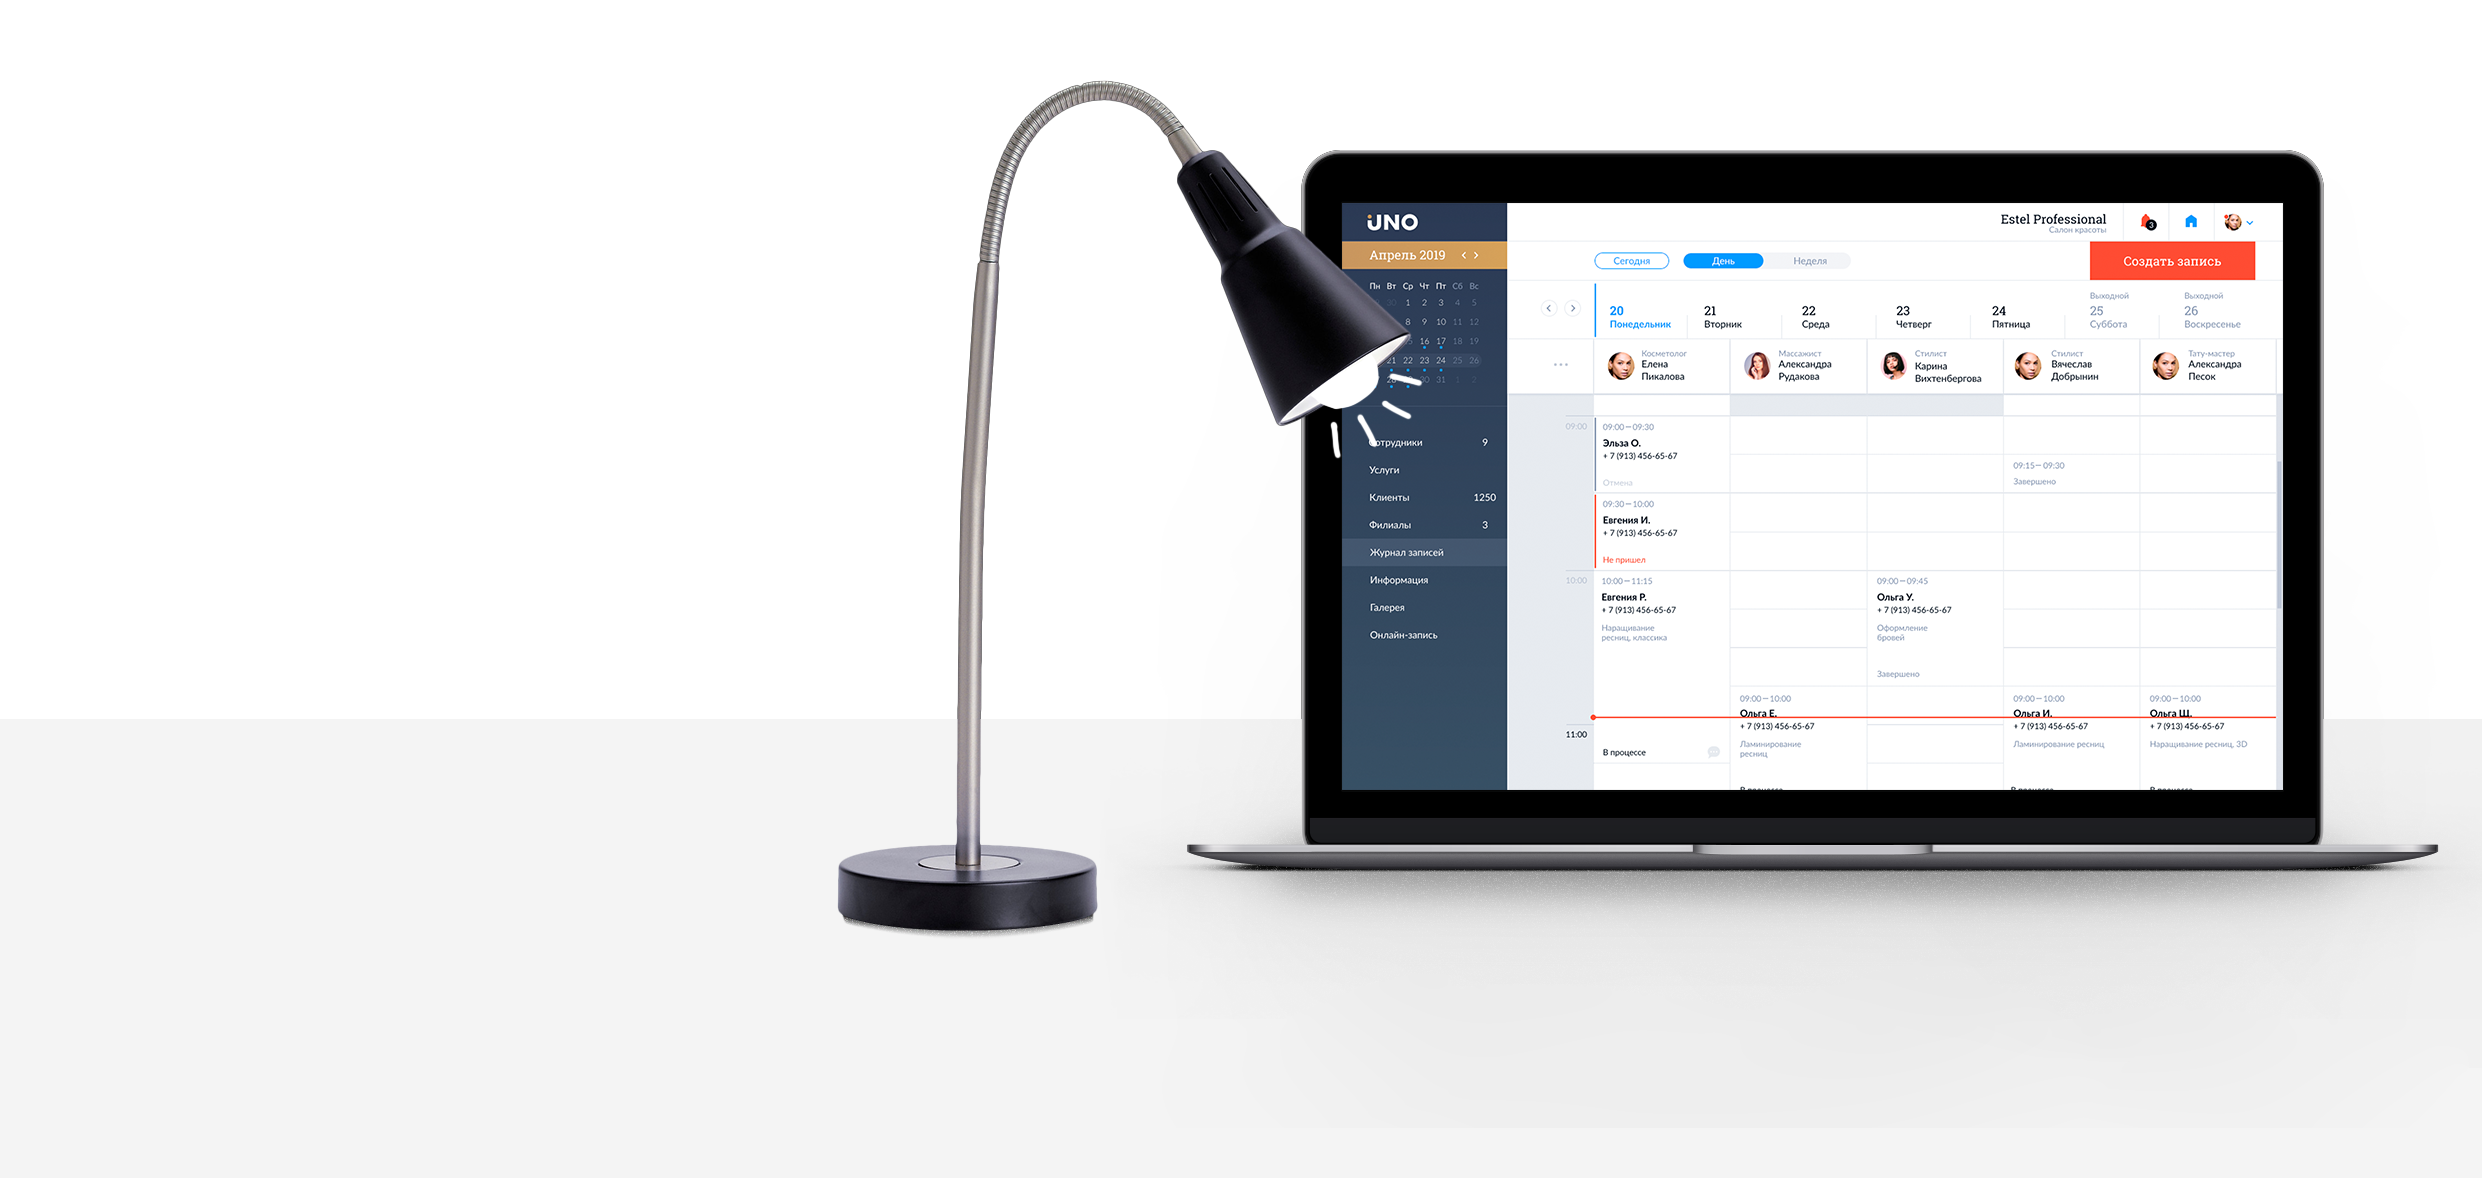 UNO
Estel Professional
Салон красоты
3
Апрель 2019
Сегодня
День
Неделя
Создать запись
Пн Вт Ср Чт Пт Сб Вс
30 1 2 3 4 5
8 9 10 11 12
16 17 18 19
21 22 23 24 25 26
28 30 31 1 2
20
Понедельник
21
Вторник
22
Среда
23
Четверг
24
Пятница
Выходной
25
Суббота
Выходной
26
Воскресенье
Косметолог
Елена
Пикалова
Массажист
Александра
Рудакова
Стилист
Карина
Вихтенбергова
Стилист
Вячеслав
Добрынин
Тату-мастер
Александра
Песок
Сотрудники 9
Услуги
Клиенты 1250
Филиалы 3
Журнал записей
Информация
Галерея
Онлайн-запись
09:00
09:00—09:30
Эльза О.
+ 7 (913) 456-65-67
Отмена
09:15—09:30
Завершено
09:30—10:00
Евгения И.
+ 7 (913) 456-65-67
Не пришел
10:00
10:00—11:15
Евгения Р.
+ 7 (913) 456-65-67
Наращивание
ресниц, классика
В процессе
09:00—09:45
Ольга У.
+ 7 (913) 456-65-67
Оформление
бровей
Завершено
11:00
09:00—10:00
Ольга Е.
+ 7 (913) 456-65-67
Ламинирование
ресниц
В процессе
09:00—10:00
Ольга И.
+ 7 (913) 456-65-67
Ламинирование ресниц
В процессе
09:00—10:00
Ольга Щ.
+ 7 (913) 456-65-67
Наращивание ресниц, 3D
В процессе